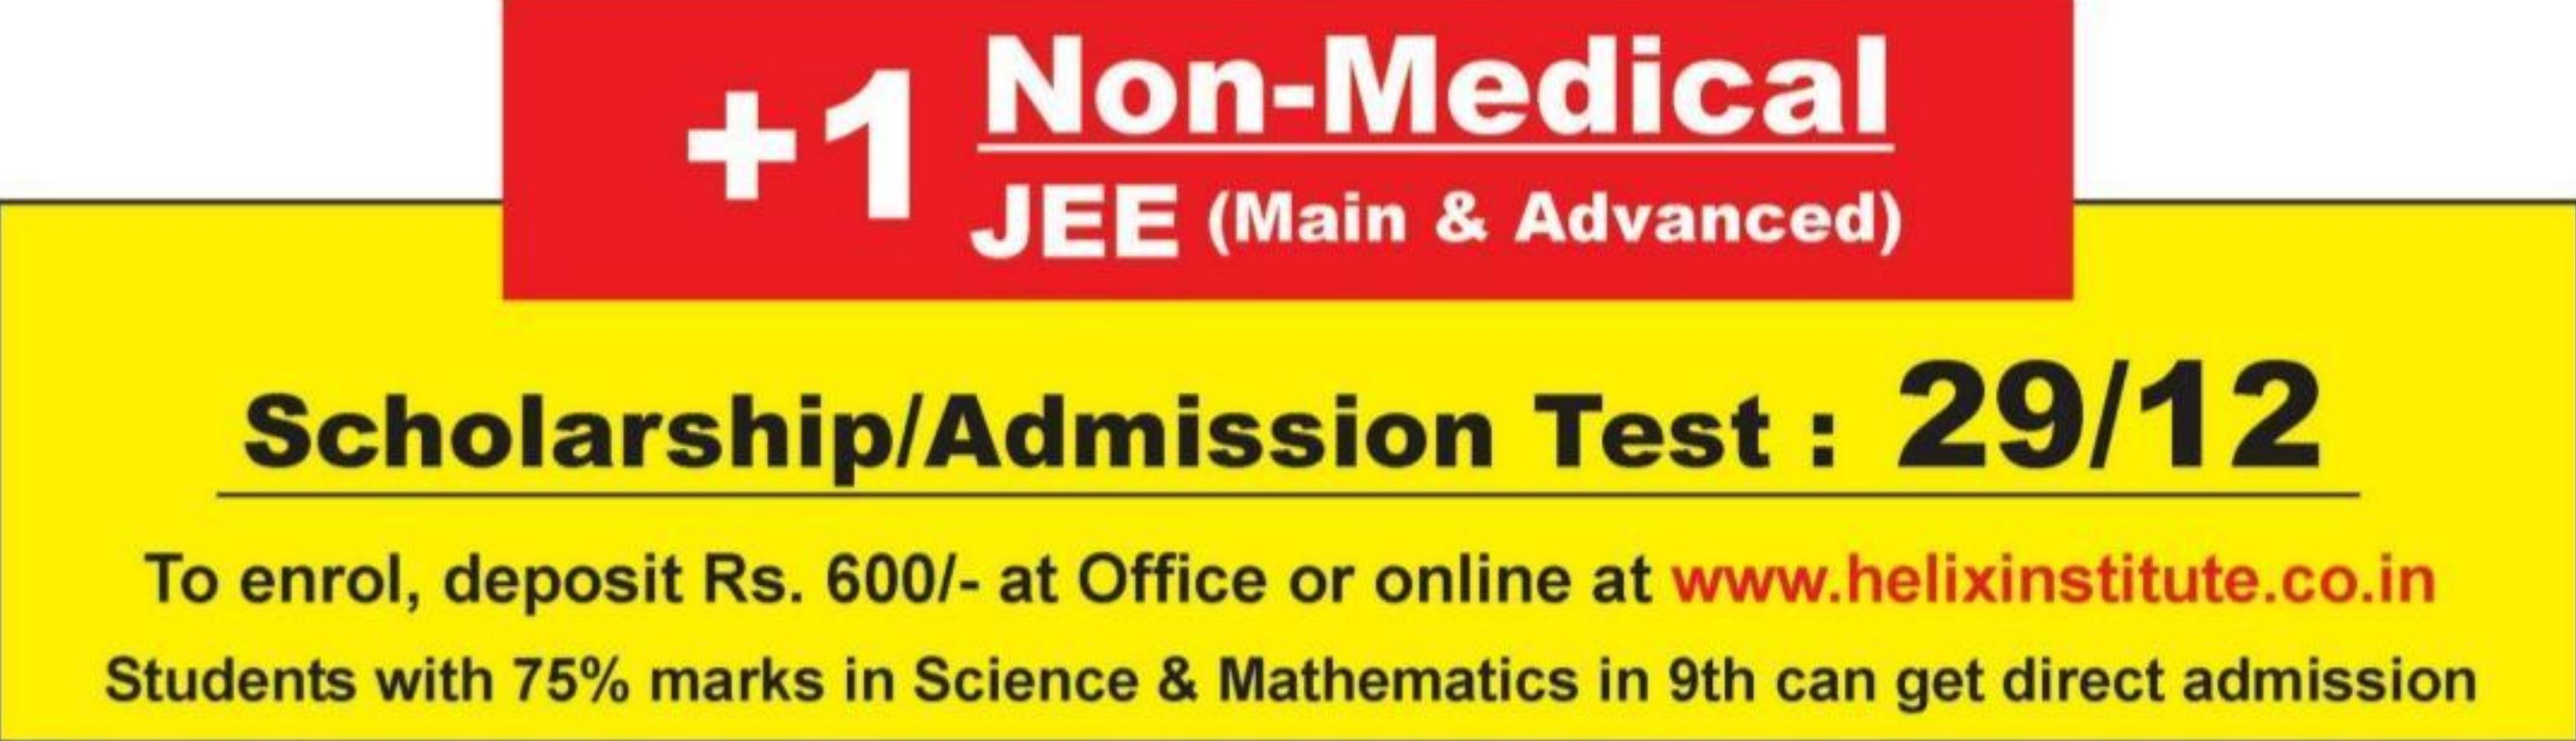 +1 Non-Medical
JEE (Main & Advanced)
Scholarship/Admission Test : 29/12
To enrol, deposit Rs. 600/- at Office or online at www.helixinstitute.co.in
Students with 75% marks in Science & Mathematics in 9th can get direct admission